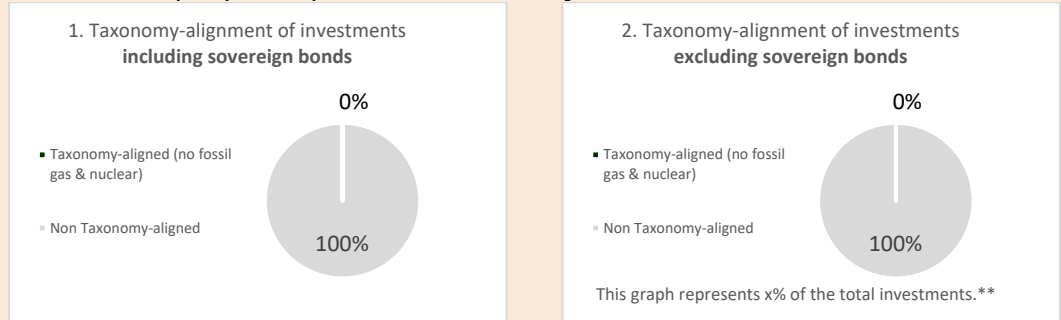 1. Taxonomy-alignment of investments
including sovereign bonds
0%
Taxonomy-aligned (no fossil
gas & nuclear)
Non Taxonomy-aligned
100%
2. Taxonomy-alignment of investments
excluding sovereign bonds
0%
Taxonomy-aligned (no fossil
gas & nuclear)
Non Taxonomy-aligned
100%
This graph represents x% of the total investments.**